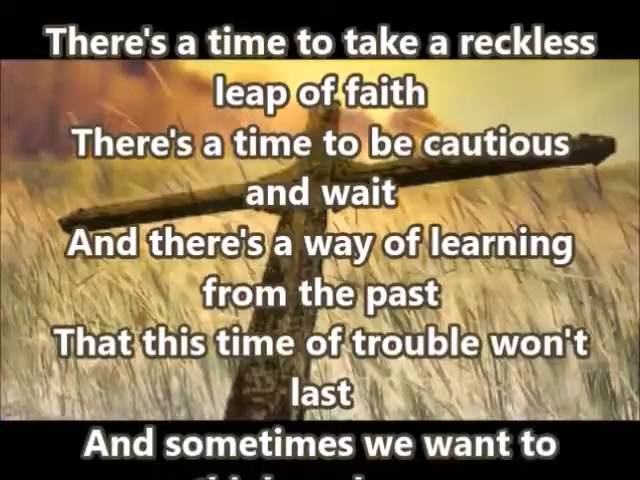 There's a time to take a reckless
leap of faith
There's a time to be cautious
and wait
And there's a way of learning
from the past
That this time of trouble won't
last
And sometimes we want to